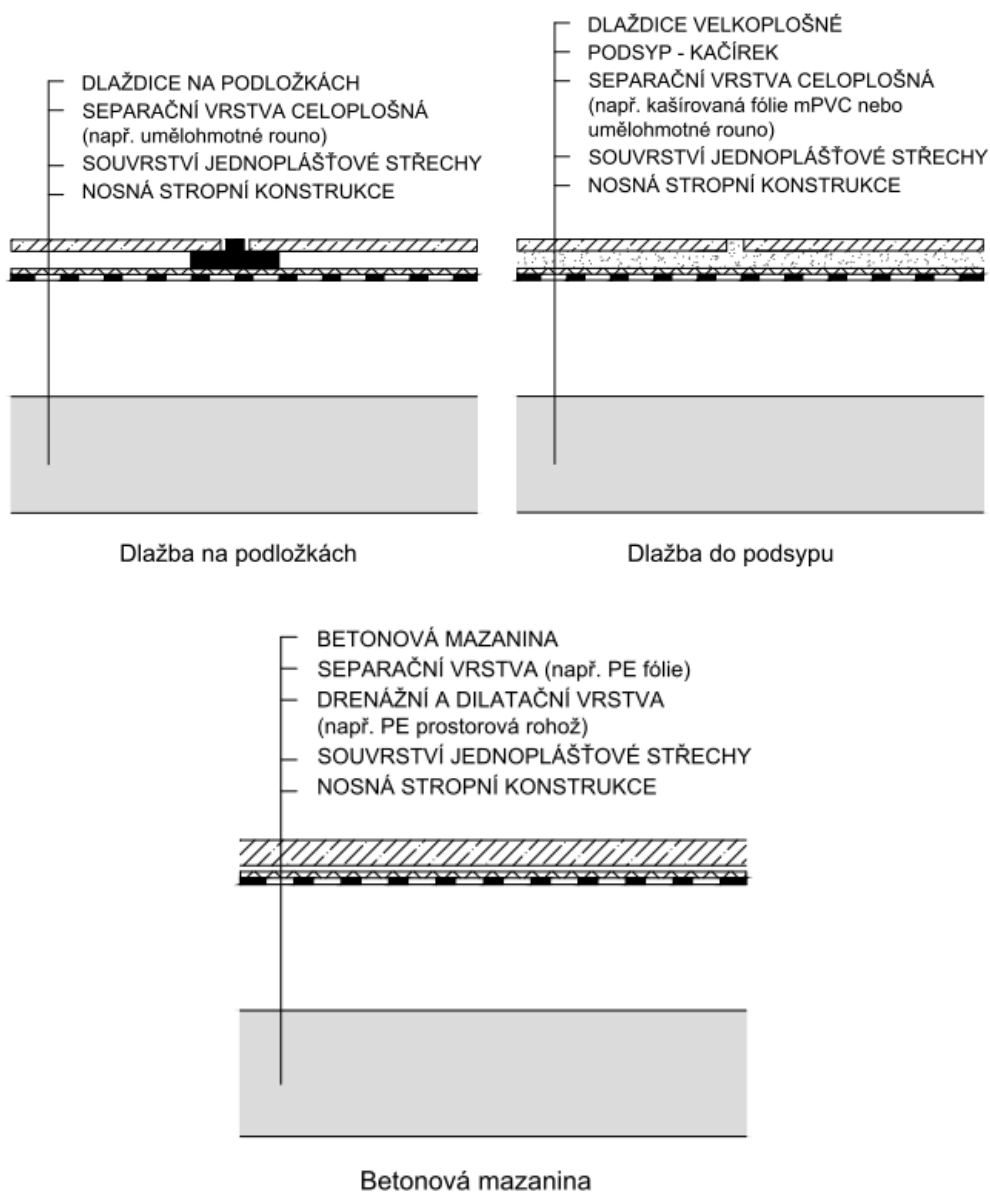 DLAŽDICE NA PODLOŽKÁCH
SEPARAČNÍ VRSTVA CELOPLOŠNÁ
(např. umělohmotné rouno)
SOUVRSTVÍ JEDNOPLÁŠŤOVÉ STŘECHY
NOSNÁ STROPNÍ KONSTRUKCE
Dlažba na podložkách
DLAŽDICE VELKOPLOŠNÉ
PODSYP - KAČÍREK
SEPARAČNÍ VRSTVA CELOPLOŠNÁ
(např. kašírovaná fólie mPVC nebo
umělohmotné rouno)
SOUVRSTVÍ JEDNOPLÁŠŤOVÉ STŘECHY
NOSNÁ STROPNÍ KONSTRUKCE
Dlažba do podsypu
BETONOVÁ MAZANINA
SEPARAČNÍ VRSTVA (např. PE fólie)
DRENÁŽNÍ A DILATAČNÍ VRSTVA
(např. PE prostorová rohož)
SOUVRSTVÍ JEDNOPLÁŠŤOVÉ STŘECHY
NOSNÁ STROPNÍ KONSTRUKCE
Betonová mazanina